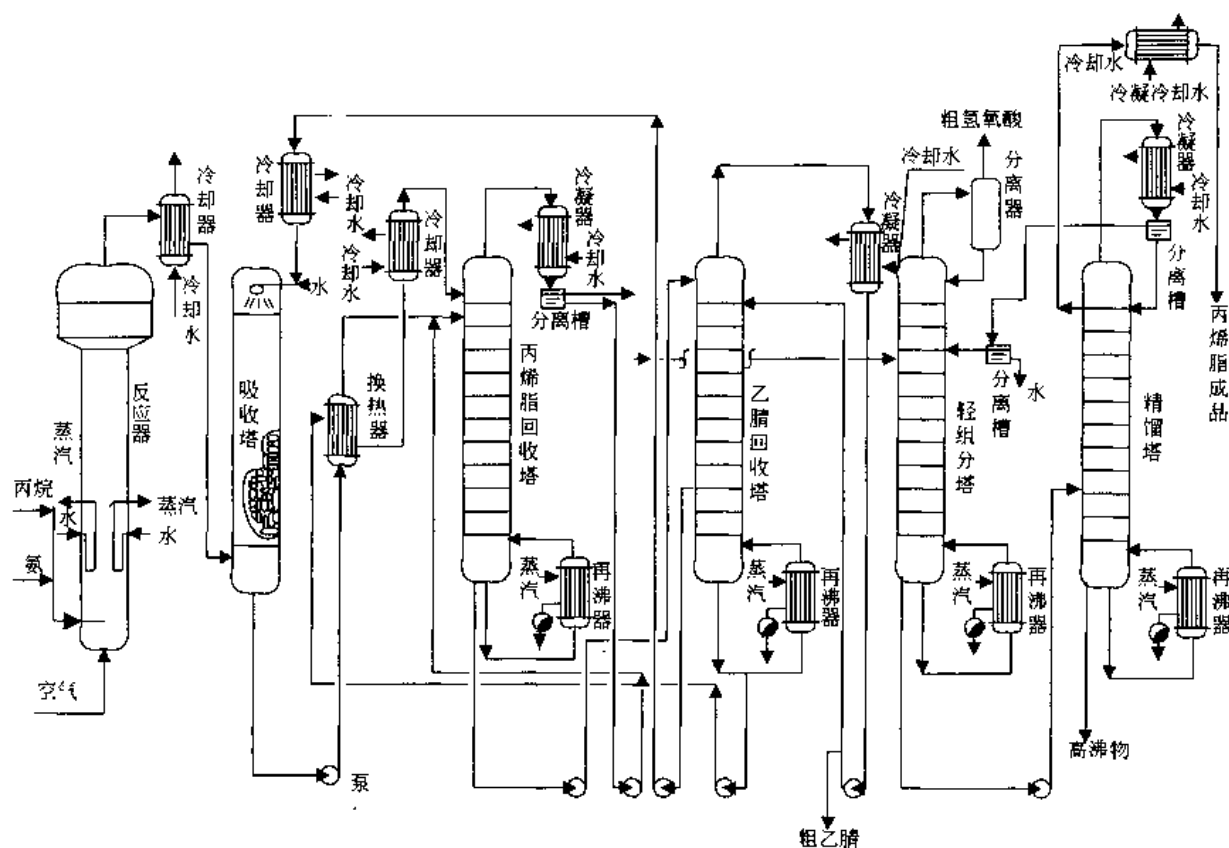 冷却水
冷凝冷却水
粗氢氧酸
冷凝器
冷却水
分离器
冷却器
冷却器
冷却水
冷却水
冷却器
冷凝器
冷却水
冷凝器
冷却水
分离槽
冷却水
水
分离槽
丙烯脂成品
反应器
蒸汽
吸收塔
换热器
丙烯脂回收塔
乙腈回收塔
轻组分塔
分离槽
水
精馏塔
丙烷
水
蒸汽
水
氨
空气
蒸汽
再沸器
蒸汽
再沸器
蒸汽
再沸器
蒸汽
再沸器
泵
粗乙腈
高沸物